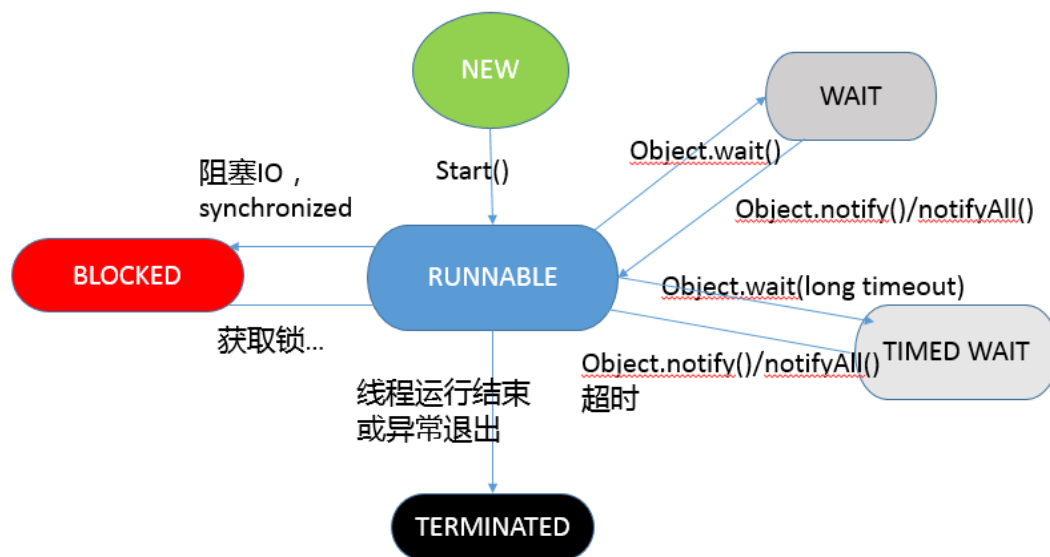 NEW
WAIT
Start()
Object.wait()
阻塞IO，
synchronized
Object.notify()/notifyAll()
BLOCKED
RUNNABLE
Object.wait(long timeout)
获取锁...
TIMED WAIT
Object.notify()/notifyAll()
超时
线程运行结束
或异常退出
TERMINATED